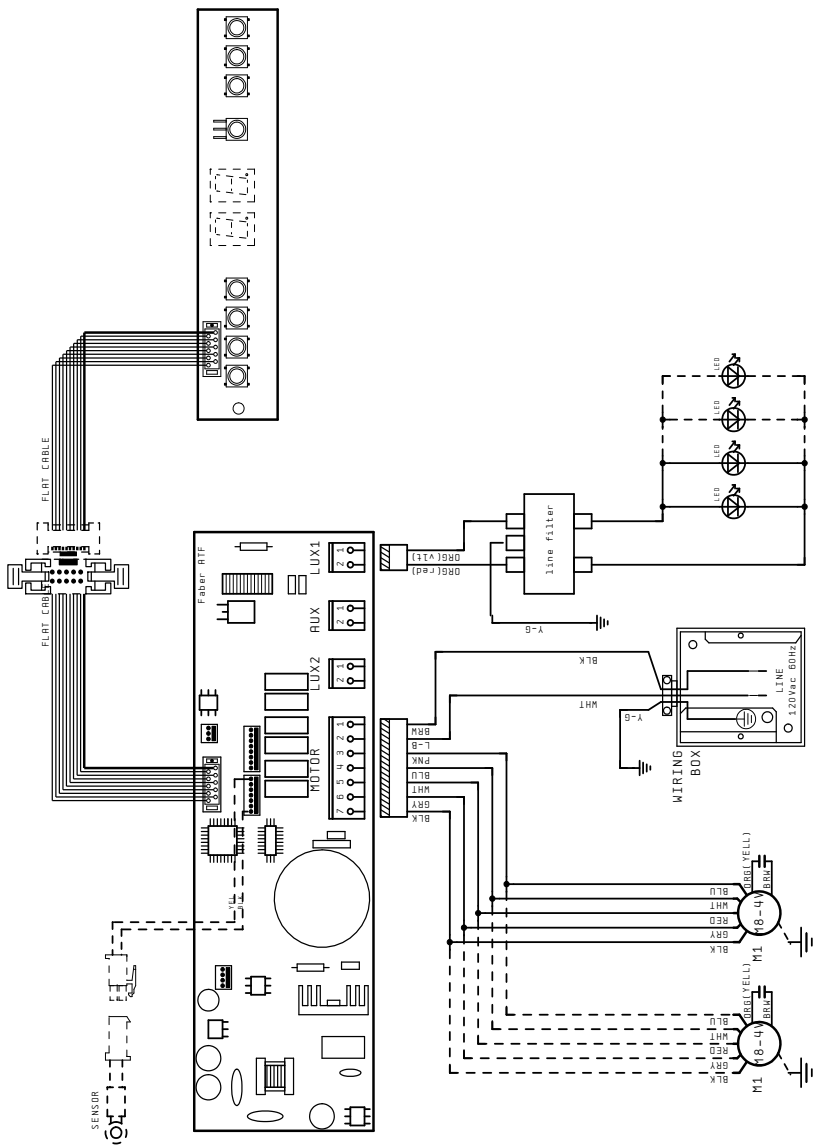 FLAT CABLE
FLAT CAB
Faber ATF
LUX1
1
2
AUX
1
2
LUX2
1
2
MOTOR
1
2
3
4
5
6
7
YEL
ORG(vlt)
ORG(red)
line filter
Y-G
LED
LED
LED
LED
BLK
WHT
Y-G
BRW
L-B
PNK
BLU
WHT
GRY
BLK
WIRING
BOX
LINE
120Vac 60Hz
BLU
WHT
RED
GRY
BLK
ORG(YELL)
BRW
M1
M8-4V
BLU
WHT
RED
GRY
BLK
ORG(YELL)
BRW
M1
M8-4V
SENSOR